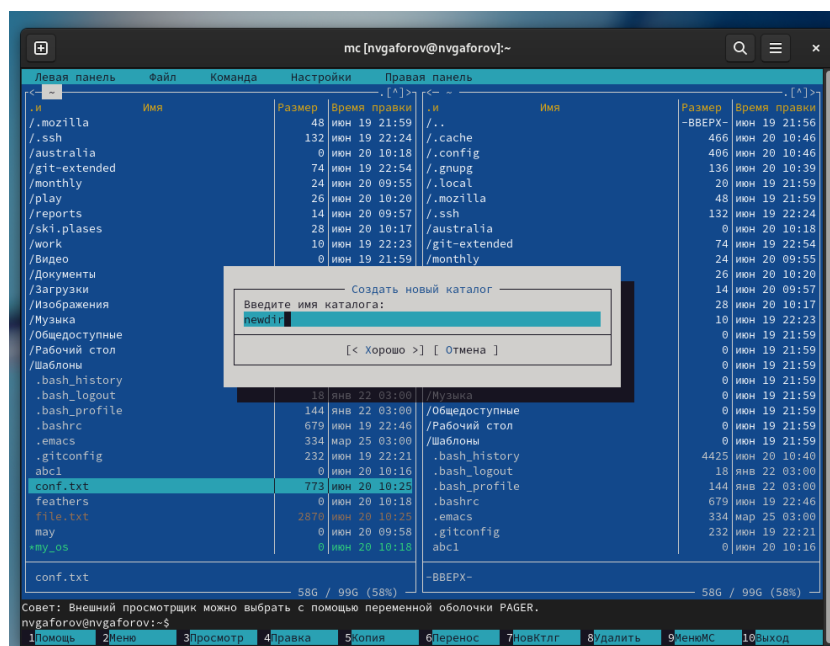 mc [nvgaforov@nvgaforov]:~
Левая панель Файл Команда Настройки Правая панель
<- ~ .[^]> <- ~ .[^]>
.и Имя Размер Время правки .и Имя Размер Время правки
/.mozilla 48 июн 19 21:59 /.. -ВВЕРХ- июн 19 21:56
/.ssh 132 июн 19 22:24 /.cache 466 июн 20 10:46
/australia 0 июн 20 10:18 /.config 406 июн 20 10:46
/git-extended 74 июн 19 22:54 /.gnupg 136 июн 20 10:39
/monthly 24 июн 20 09:55 /.local 20 июн 19 21:59
/play 26 июн 20 10:20 /.mozilla 48 июн 19 21:59
/reports 14 июн 20 09:57 /.ssh 132 июн 19 22:24
/ski.plases 28 июн 20 10:17 /australia 0 июн 20 10:18
/work 10 июн 19 22:23 /git-extended 74 июн 19 22:54
/Видео 0 июн 19 21:59 /monthly 24 июн 20 09:55
/Документы 26 июн 20 10:20
/Загрузки Создать новый каталог 14 июн 20 09:57
/Изображения Введите имя каталога: 28 июн 20 10:17
/Музыка newdir 10 июн 19 22:23
/Общедоступные 0 июн 19 21:59
/Рабочий стол [< Хорошо >] [ Отмена ] 0 июн 19 21:59
/Шаблоны 0 июн 19 21:59
.bash_history 0 июн 19 21:59
.bash_logout 18 янв 22 03:00 /Музыка 0 июн 19 21:59
.bash_profile 144 янв 22 03:00 /Общедоступные 0 июн 19 21:59
.bashrc 679 июн 19 22:46 /Рабочий стол 0 июн 19 21:59
.emacs 334 мар 25 03:00 /Шаблоны 0 июн 19 21:59
.gitconfig 232 июн 19 22:21 .bash_history 4425 июн 20 10:40
abc1 0 июн 20 10:16 .bash_logout 18 янв 22 03:00
conf.txt 773 июн 20 10:25 .bash_profile 144 янв 22 03:00
feathers 0 июн 20 10:18 .bashrc 679 июн 19 22:46
file.txt 2870 июн 20 10:25 .emacs 334 мар 25 03:00
may 0 июн 20 09:58 .gitconfig 232 июн 19 22:21
*my_os 0 июн 20 10:18 abc1 0 июн 20 10:16
conf.txt -ВВЕРХ-
58G / 99G (58%) 58G / 99G (58%)
Совет: Внешний просмотрщик можно выбрать с помощью переменной оболочки PAGER.
nvgaforov@nvgaforov:~$
1Помощь 2Меню 3Просмотр 4Правка 5Копия 6Перенос 7НовКтлг 8Удалить 9МенюМС 10Выход